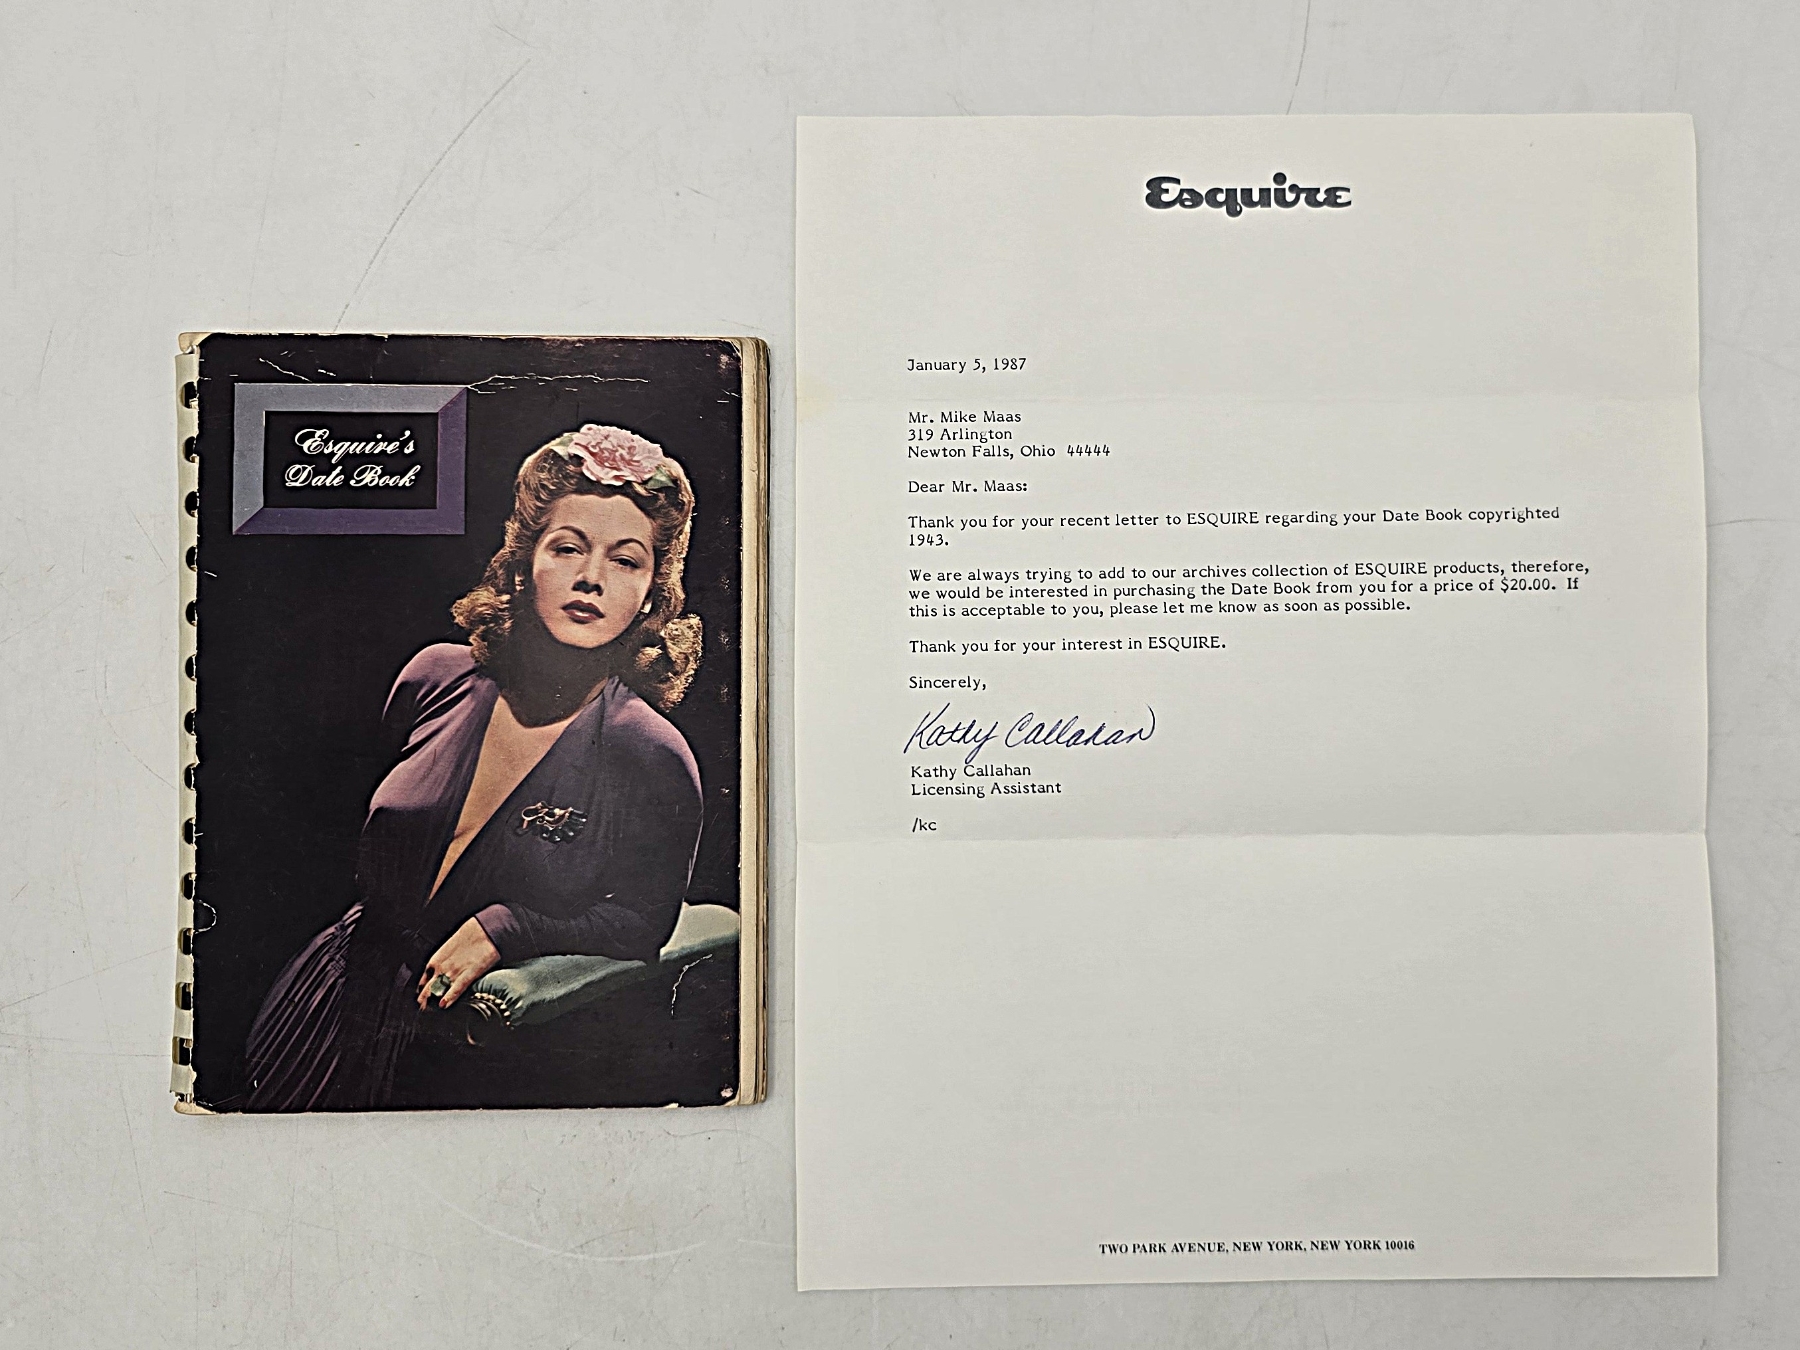 Esquire's
Date Book
Esquire
January 5, 1987
Mr. Mike Maas
319 Arlington
Newton Falls, Ohio 44444
Dear Mr. Maas:
Thank you for your recent letter to ESQUIRE regarding your Date Book copyrighted
1943.
We are always trying to add to our archives collection of ESQUIRE products, therefore,
we would be interested in purchasing the Date Book from you for a price of $20.00. If
this is acceptable to you, please let me know as soon as possible.
Thank you for your interest in ESQUIRE.
Sincerely,
Kathy Callahan
Kathy Callahan
Licensing Assistant
/kc
TWO PARK AVENUE, NEW YORK, NEW YORK 10016